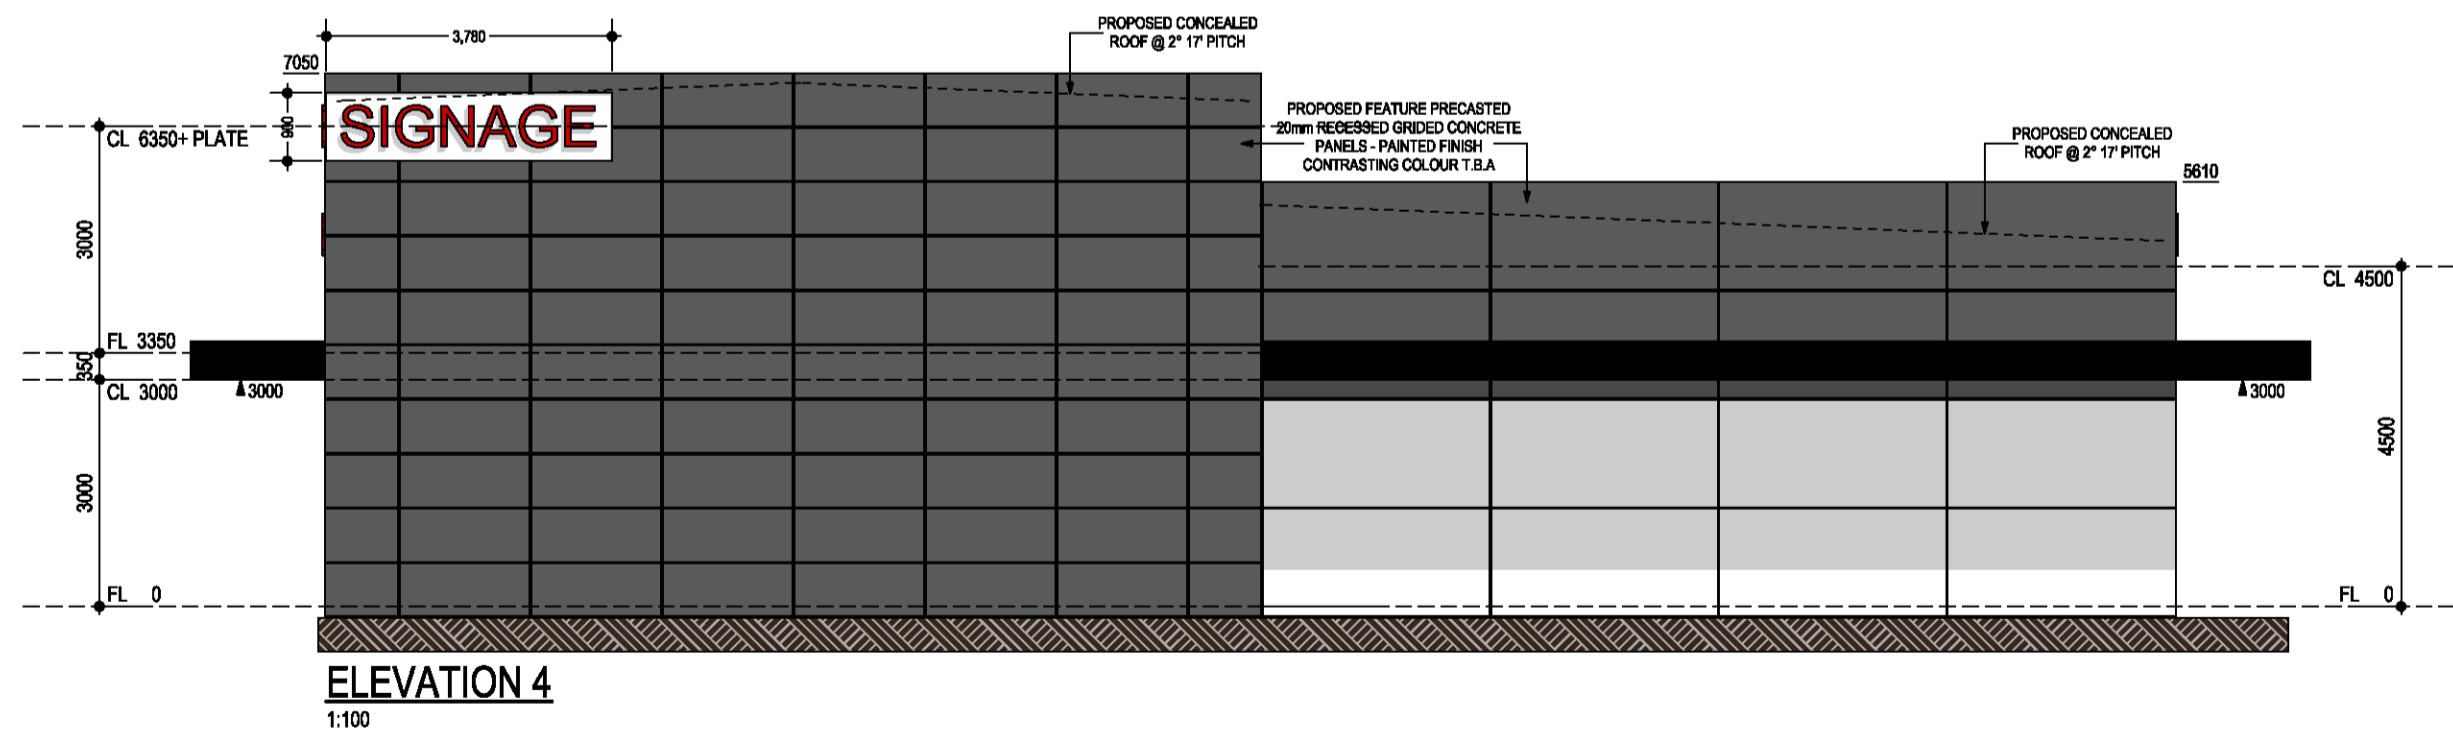 3,780
PROPOSED CONCEALED
ROOF @ 2° 17' PITCH
7050
SIGNAGE
900
CL 6350+ PLATE
PROPOSED FEATURE PRECASTED
20mm RECESSED GRIDED CONCRETE
PANELS - PAINTED FINISH
CONTRASTING COLOUR T.B.A
PROPOSED CONCEALED
ROOF @ 2° 17' PITCH
5610
3000
CL 4500
FL 3350
350
CL 3000
3000
3000
4500
3000
FL 0
FL 0
ELEVATION 4
1:100